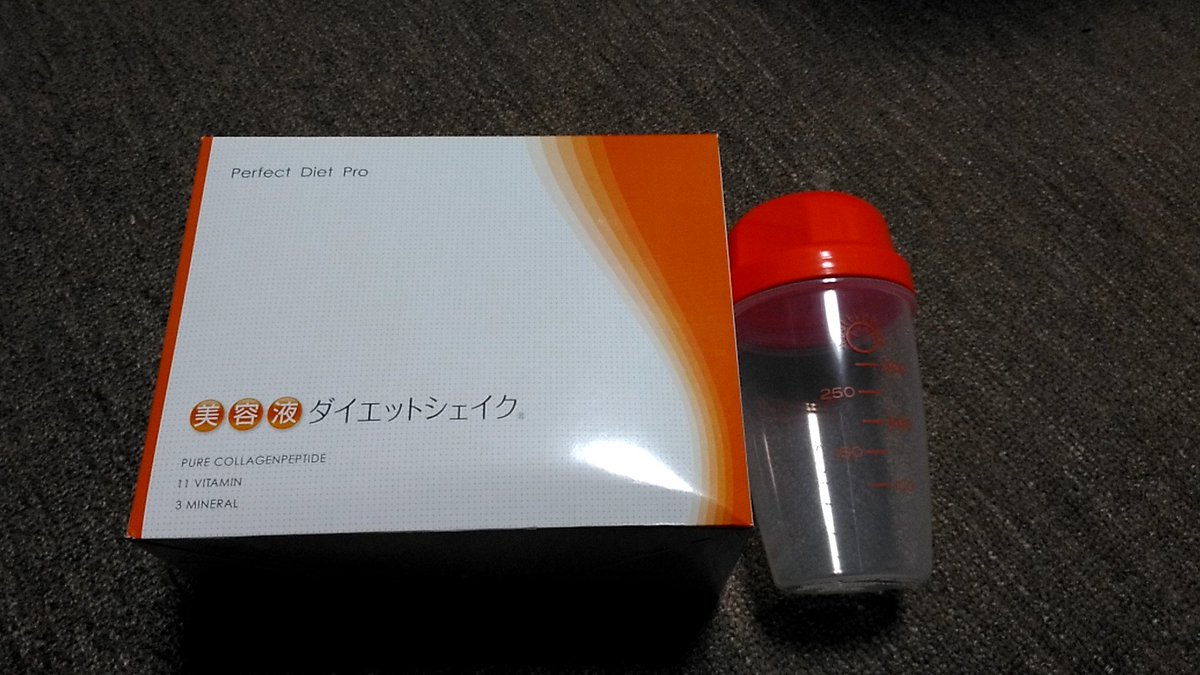 Perfect Diet Pro
美容液ダイエットシェイク®
PURE COLLAGENPEPTIDE
11 VITAMIN
3 MINERAL
250
150